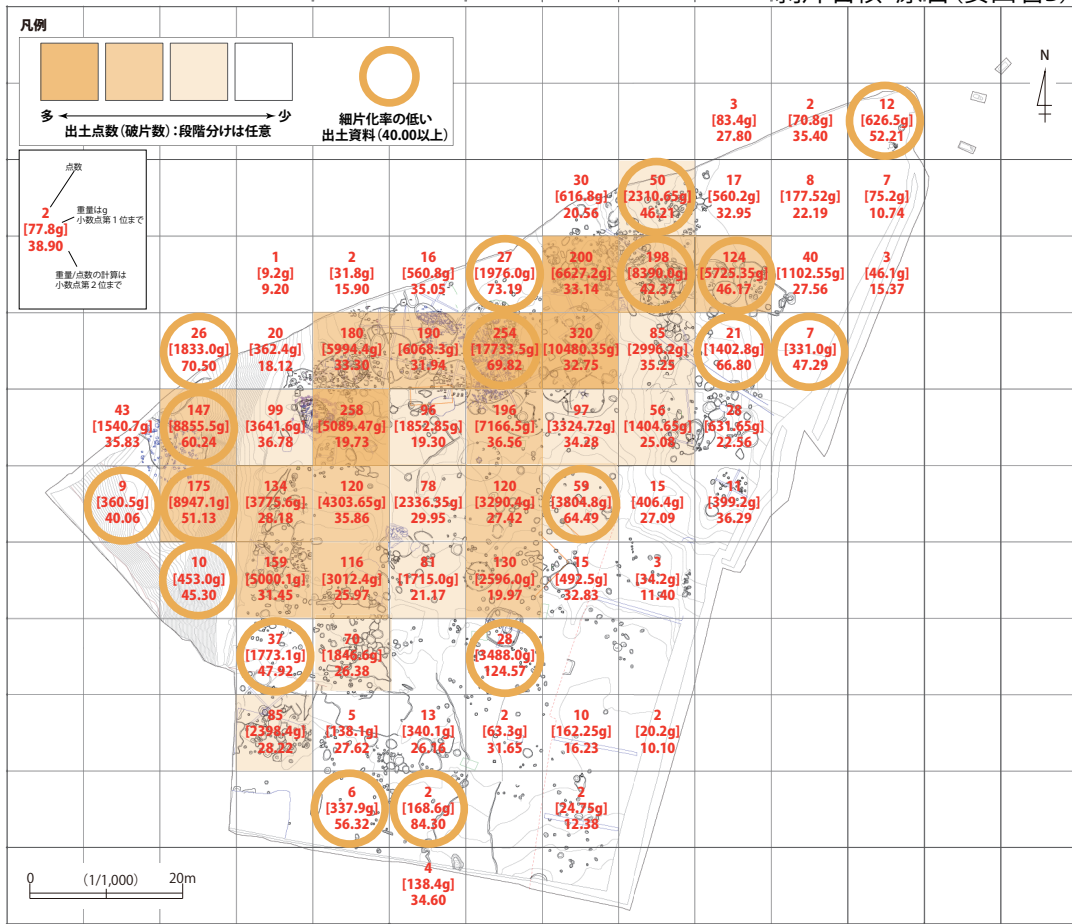 凡例
多
少
出土点数(破片数):段階分けは任意
細片化率の低い
出土資料(40.00以上)
N
点数
2
[77.8g]
38.90
重量はg
小数点第1位まで
重量/点数の計算は
小数点第2位まで
3 2 12
[83.4g] [70.8g] [626.5g]
27.80 35.40 52.21
30 50 17 8 7
[616.8g] [2310.65g] [560.2g] [177.52g] [75.2g]
20.56 46.21 32.95 22.19 10.74
1 2 16 27 200 198 124 40 3
[9.2g] [31.8g] [560.8g] [1976.0g] [6627.2g] [8390.0g] [5725.35g] [1102.55g] [46.1g]
9.20 15.90 35.05 73.19 33.14 42.37 46.17 27.56 15.37
26 20 180 190 254 320 85 21 7
[1833.0g] [362.4g] [5994.4g] [6068.3g] [17733.5g] [10480.35g] [2996.2g] [1402.8g] [331.0g]
70.50 18.12 33.30 31.94 69.82 32.75 35.25 66.80 47.29
43 147 99 258 96 196 97 56 28
[1540.7g] [8855.5g] [3641.6g] [5089.47g] [1852.85g] [7166.5g] [3324.72g] [1404.65g] [631.65g]
35.83 60.24 36.78 19.73 19.30 36.56 34.28 25.08 22.56
9 175 134 120 78 120 59 15 11
[360.5g] [8947.1g] [3775.6g] [4303.65g] [2336.35g] [3290.4g] [3804.8g] [406.4g] [399.2g]
40.06 51.13 28.18 35.86 29.95 27.42 64.49 27.09 36.29
10 159 116 81 130 15 3
[453.0g] [5000.1g] [3012.4g] [1715.0g] [2596.0g] [492.5g] [34.2g]
45.30 31.45 25.97 21.17 19.97 32.83 11.40
37 70 28
[1773.1g] [1846.6g] [3488.0g]
47.92 26.38 124.57
85 5 13 2 10 2
[2398.4g] [138.1g] [340.1g] [63.3g] [162.25g] [20.2g]
28.22 27.62 26.16 31.65 16.23 10.10
6 2 2
[337.9g] [168.6g] [24.75g]
56.32 84.30 12.38
4
[138.4g]
34.60
0 (1/1,000) 20m